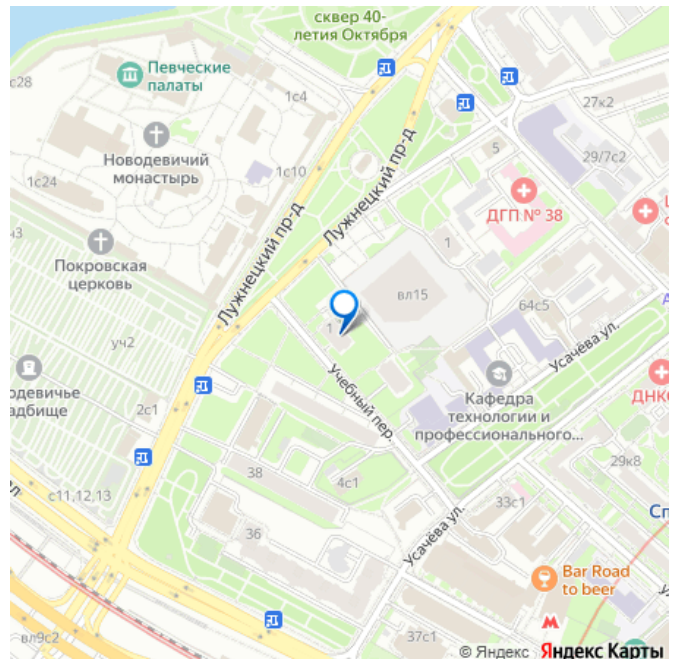 сквер 40-
летия Октября
Певческие
палаты
с28
1с4
27к2
Новодевичий
монастырь
1с10
5
29/7с2
1с24
ДГП № 38
Лужнецкий пр-д
Лужнецкий пр-д
Покровская
церковь
1
вл15
64с5
уч2
1
Усачёва ул.
Учебный пер.
Кафедра
технологии и
профессионального...
ДНК
2с1
38
4с1
29к8
с11,12,13
33с1
Сп
36
Усачёва ул.
Bar Road
to beer
37с1
вл9с2
© Яндекс Яндекс Карты